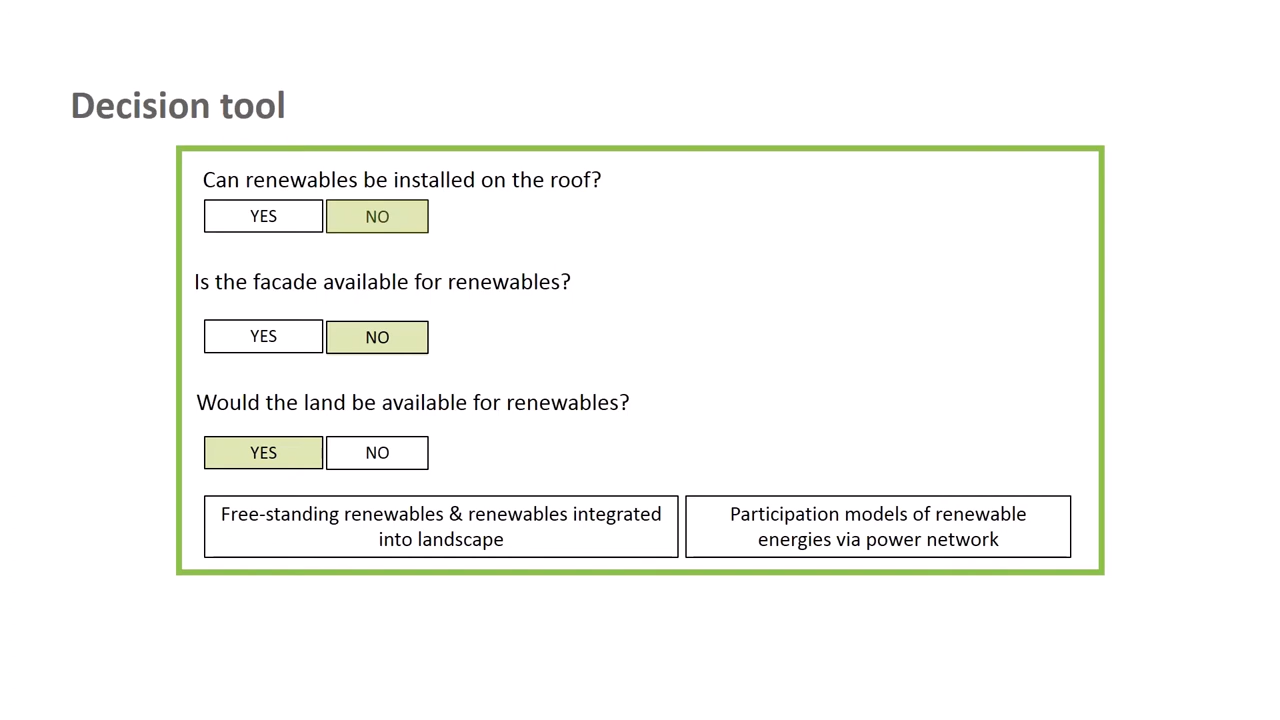 Decision tool
Can renewables be installed on the roof?
YES NO
Is the facade available for renewables?
YES NO
Would the land be available for renewables?
YES NO
Free-standing renewables & renewables integrated
into landscape
Participation models of renewable
energies via power network